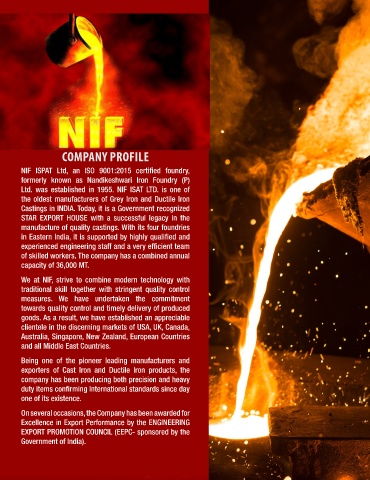 NIF
COMPANY PROFILE
NIF ISPAT Ltd, an ISO 9001:2015 certified foundry,
formerly known as Nandikeshwari Iron Foundry (P)
Ltd. was established in 1955. NIF ISAT LTD. is one of
the oldest manufacturers of Grey Iron and Ductile Iron
Castings in INDIA. Today, it is a Government recognized
STAR EXPORT HOUSE with a successful legacy in the
manufacture of quality castings. With its four foundries
in Eastern India, it is supported by highly qualified and
experienced engineering staff and a very efficient team
of skilled workers. The company has a combined annual
capacity of 36,000 MT.
We at NIF, strive to combine modern technology with
traditional skill together with stringent quality control
measures. We have undertaken the commitment
towards quality control and timely delivery of produced
goods. As a result, we have established an appreciable
clientele in the discerning markets of USA, UK, Canada,
Australia, Singapore, New Zealand, European Countries
and all Middle East Countries.
Being one of the pioneer leading manufacturers and
exporters of Cast Iron and Ductile Iron products, the
company has been producing both precision and heavy
duty items confirming International standards since day
one of its existence.
On several occasions, the Company has been awarded for
Excellence in Export Performance by the ENGINEERING
EXPORT PROMOTION COUNCIL (EEPC- sponsored by the
Government of India).